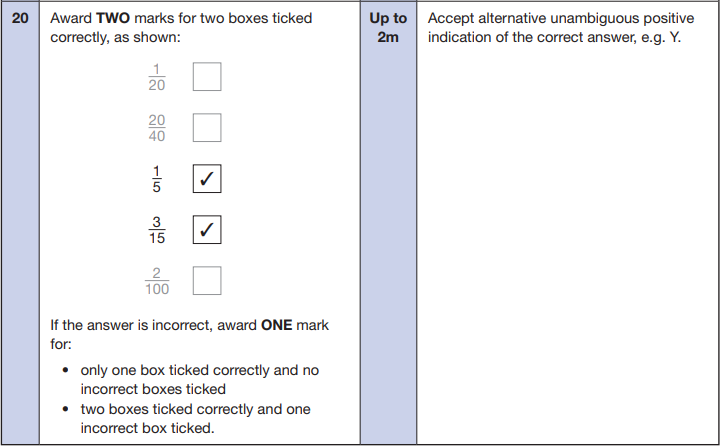 20
Award TWO marks for two boxes ticked
correctly, as shown:
1/20
20/40
1/5 ✓
3/15 ✓
2/100
If the answer is incorrect, award ONE mark
for:
• only one box ticked correctly and no
incorrect boxes ticked
• two boxes ticked correctly and one
incorrect box ticked.
Up to
2m
Accept alternative unambiguous positive
indication of the correct answer, e.g. Y.